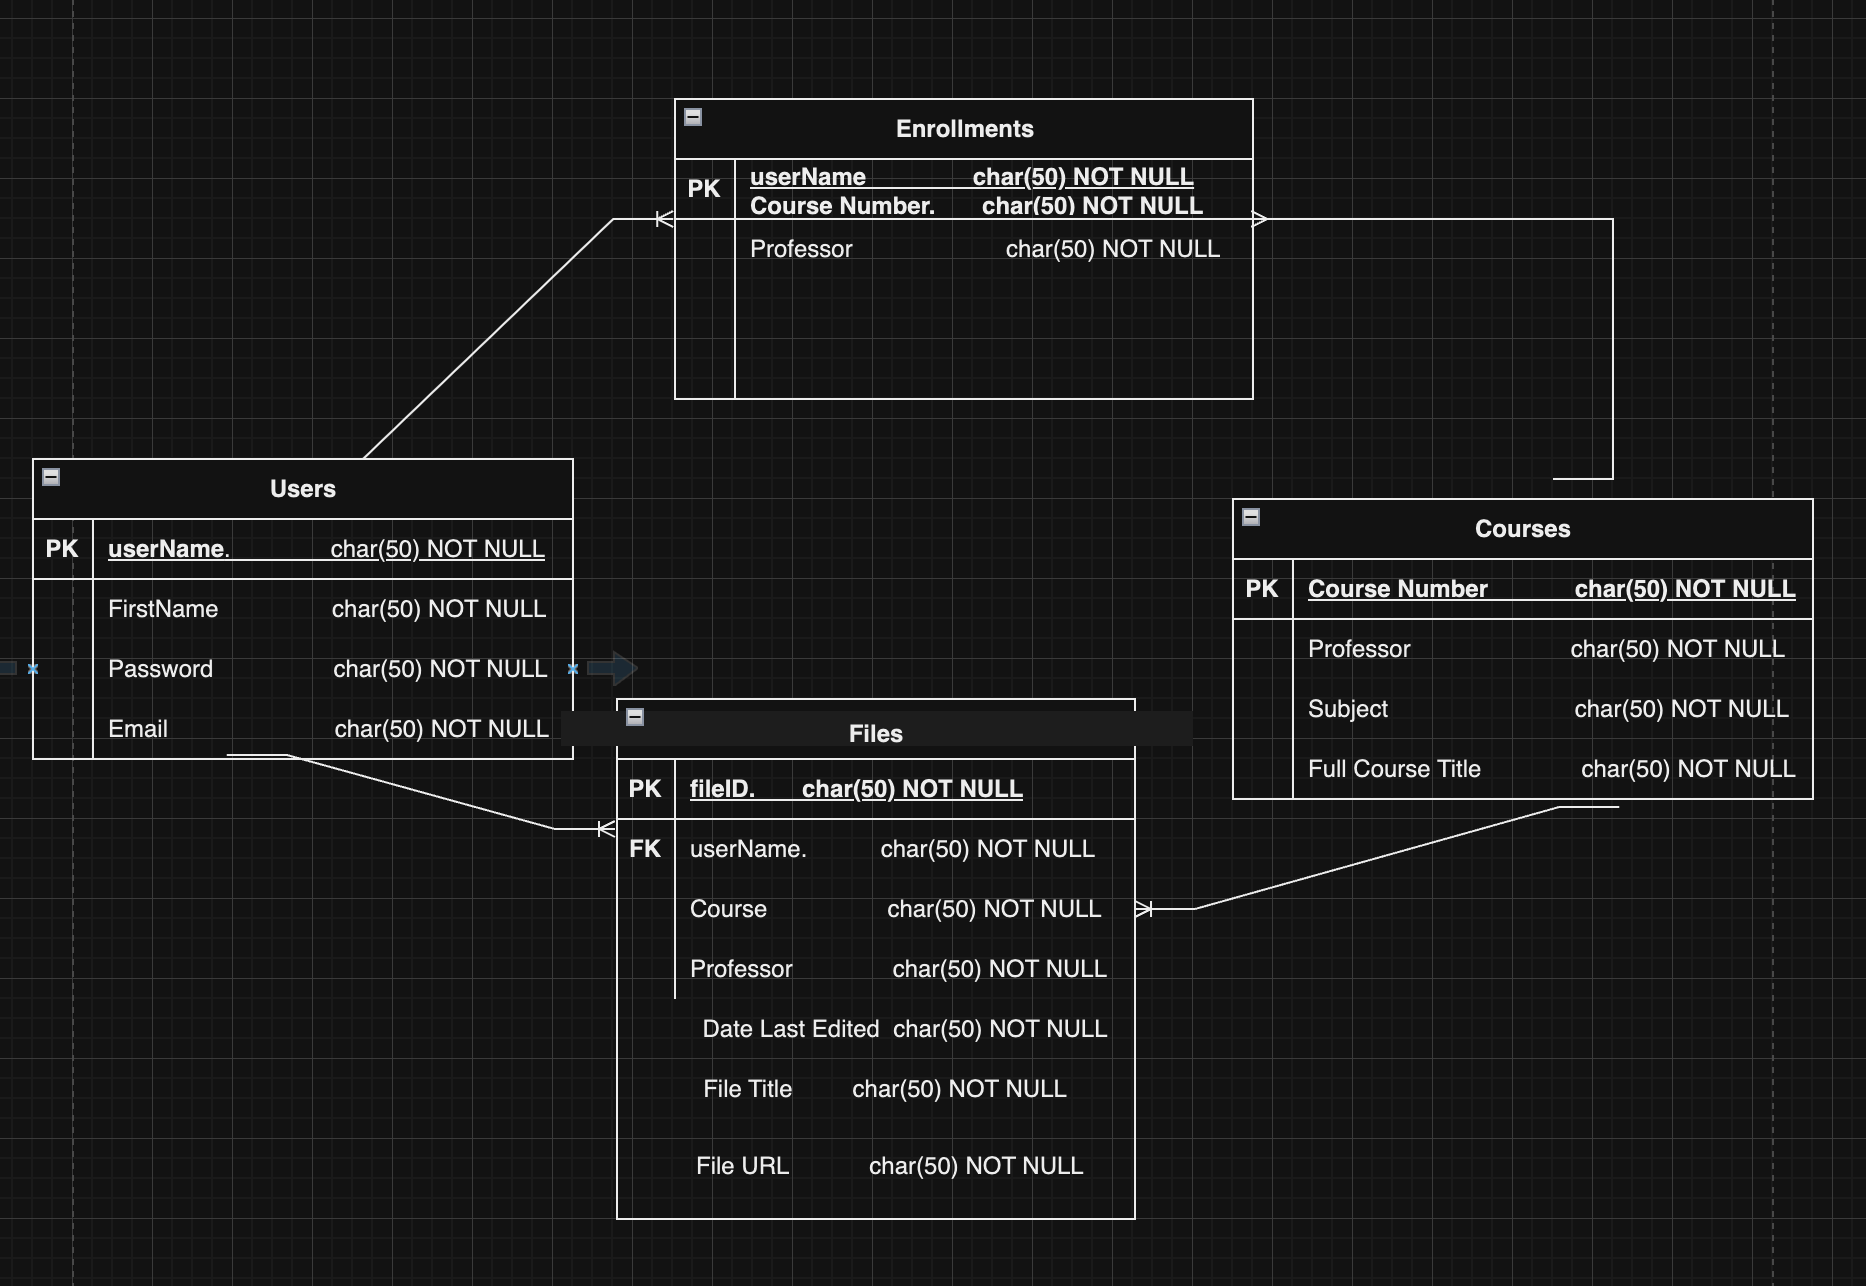 Enrollments
PK
userName char(50) NOT NULL
Course Number. char(50) NOT NULL
Professor char(50) NOT NULL
Users
PK userName. char(50) NOT NULL
FirstName char(50) NOT NULL
Password char(50) NOT NULL
Email char(50) NOT NULL
Courses
PK Course Number char(50) NOT NULL
Professor char(50) NOT NULL
Subject char(50) NOT NULL
Full Course Title char(50) NOT NULL
Files
PK fileID. char(50) NOT NULL
FK userName. char(50) NOT NULL
Course char(50) NOT NULL
Professor char(50) NOT NULL
Date Last Edited char(50) NOT NULL
File Title char(50) NOT NULL
File URL char(50) NOT NULL